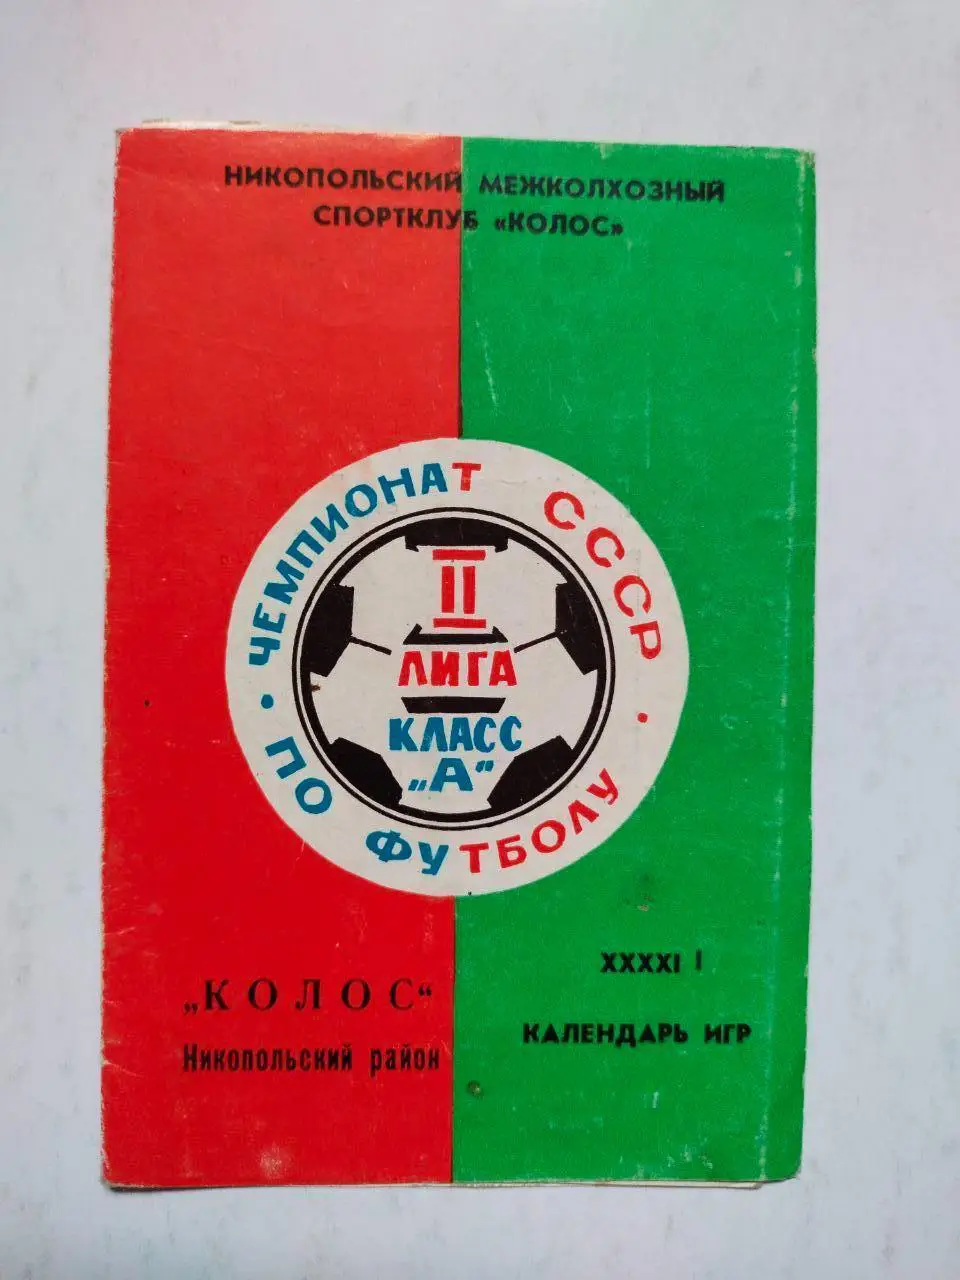 НИКОПОЛЬСКИЙ МЕЖКОЛХОЗНЫЙ
СПОРТКЛУБ «КОЛОС»
ЧЕМПИОНАТ СССР
• ПО ФУТБОЛУ •
II
ЛИГА
КЛАСС
„А"
„КОЛОС"
Никопольский район
XXXXI I
КАЛЕНДАРЬ ИГР